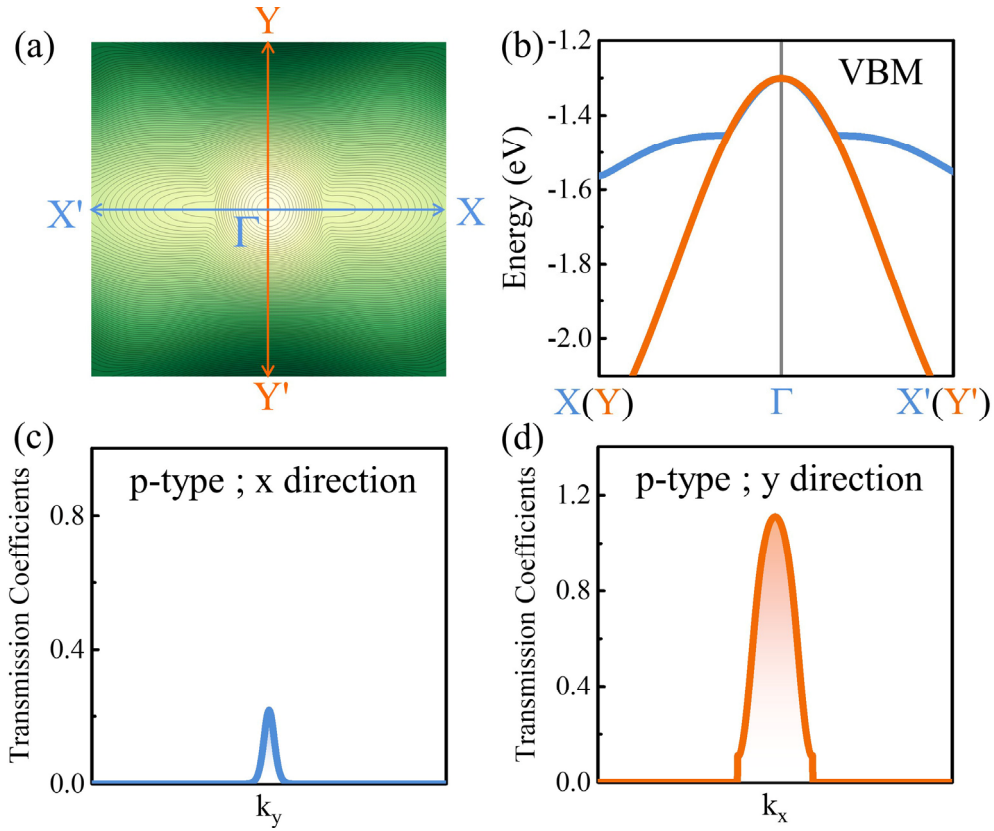 (a)
Y
X'
Γ
X
Y'
(b)
VBM
Energy (eV)
-1.2
-1.4
-1.6
-1.8
-2.0
X(Y)
Γ
X'(Y')
(c)
p-type ; x direction
Transmission Coefficients
0.8
0.4
0.0
k_y
(d)
p-type ; y direction
Transmission Coefficients
1.2
0.8
0.4
0.0
k_x